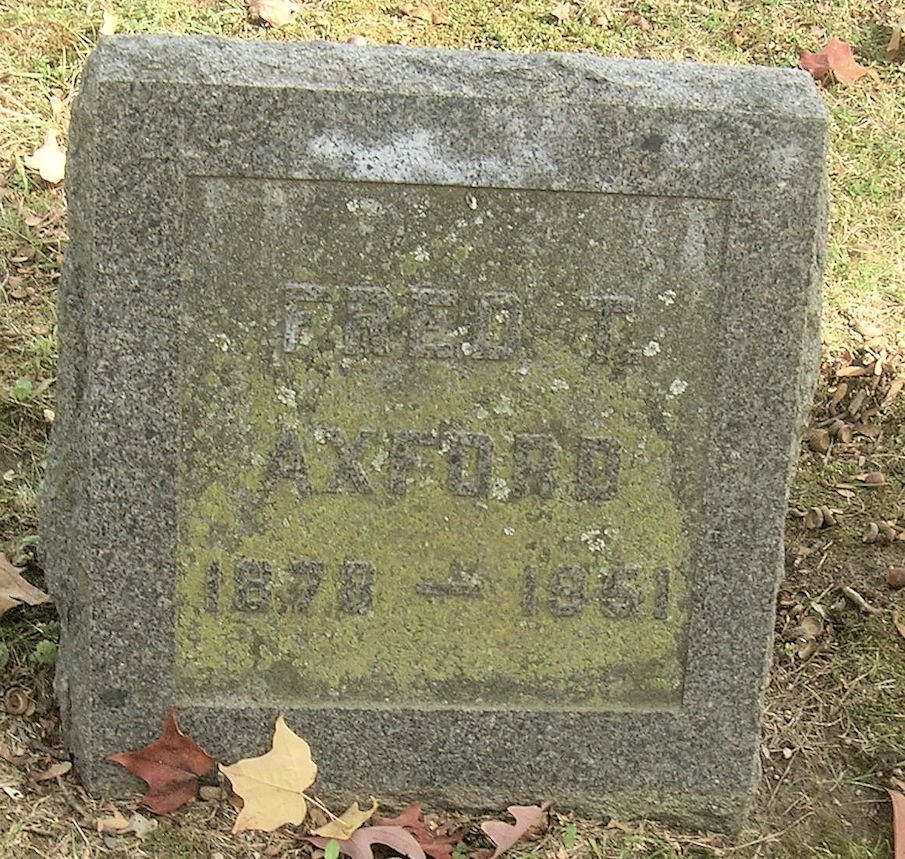 FRED T.
AXFORD
1878 — 1951